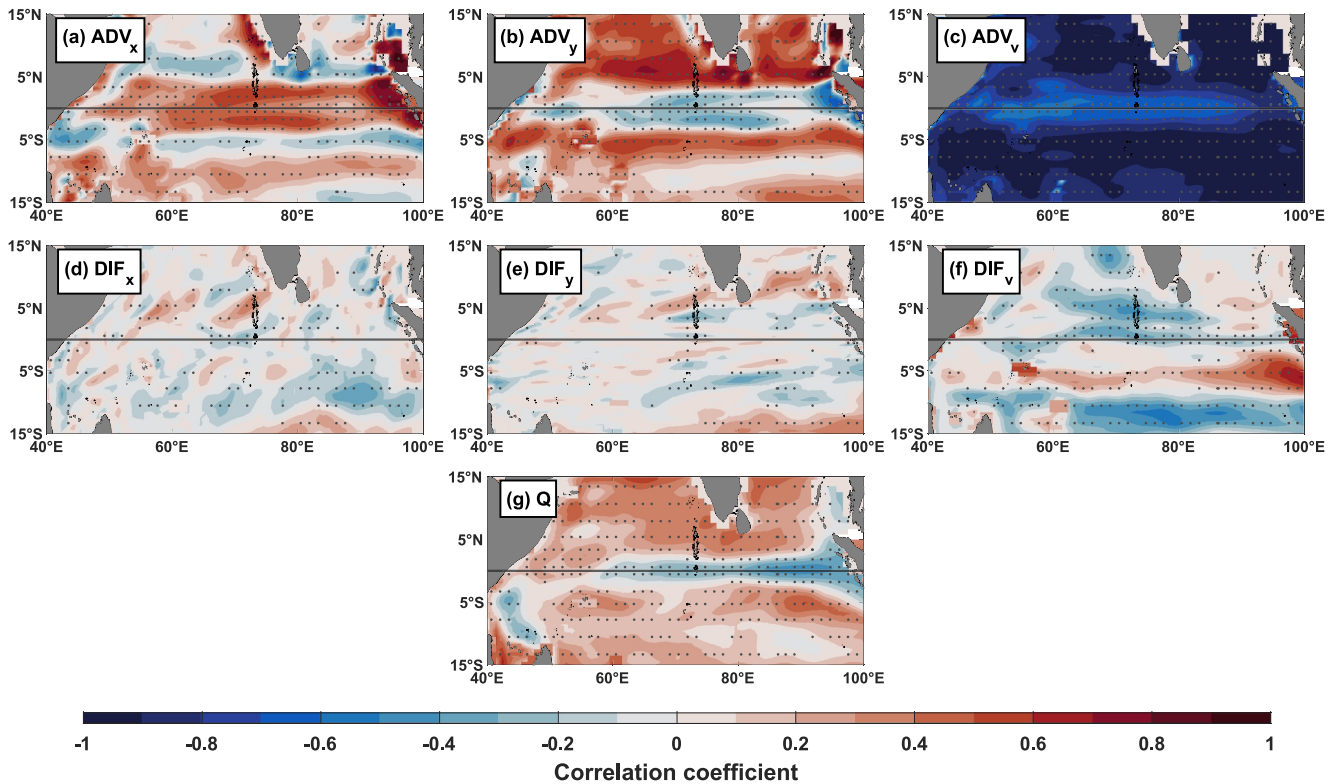 (a) ADVx
(b) ADVy
(c) ADVv
15°N
5°N
5°S
15°S
40°E
60°E
80°E
100°E
15°N
5°N
5°S
15°S
40°E
60°E
80°E
100°E
15°N
5°N
5°S
15°S
40°E
60°E
80°E
100°E
(d) DIFx
(e) DIFy
(f) DIFv
15°N
5°N
5°S
15°S
40°E
60°E
80°E
100°E
15°N
5°N
5°S
15°S
40°E
60°E
80°E
100°E
15°N
5°N
5°S
15°S
40°E
60°E
80°E
100°E
(g) Q
15°N
5°N
5°S
15°S
40°E
60°E
80°E
100°E
-1
-0.8
-0.6
-0.4
-0.2
0
0.2
0.4
0.6
0.8
1
Correlation coefficient